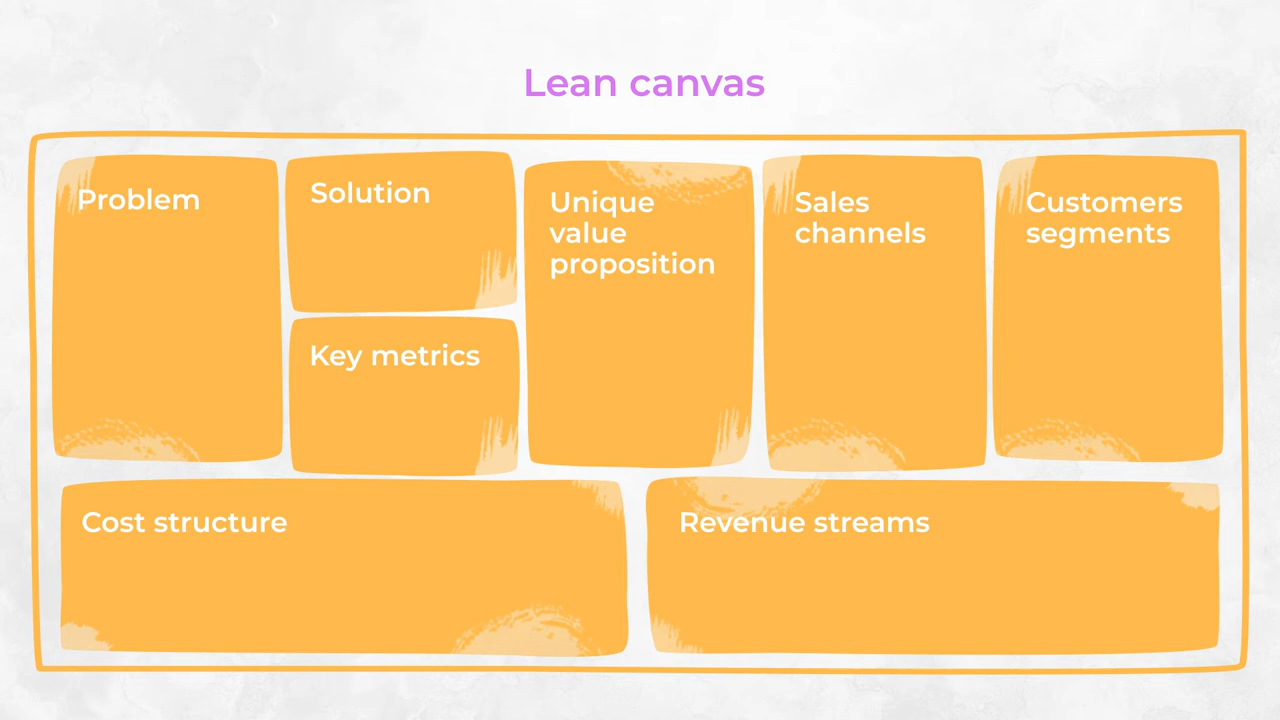 Lean canvas
Problem
Solution
Key metrics
Unique
value
proposition
Sales
channels
Customers
segments
Cost structure
Revenue streams